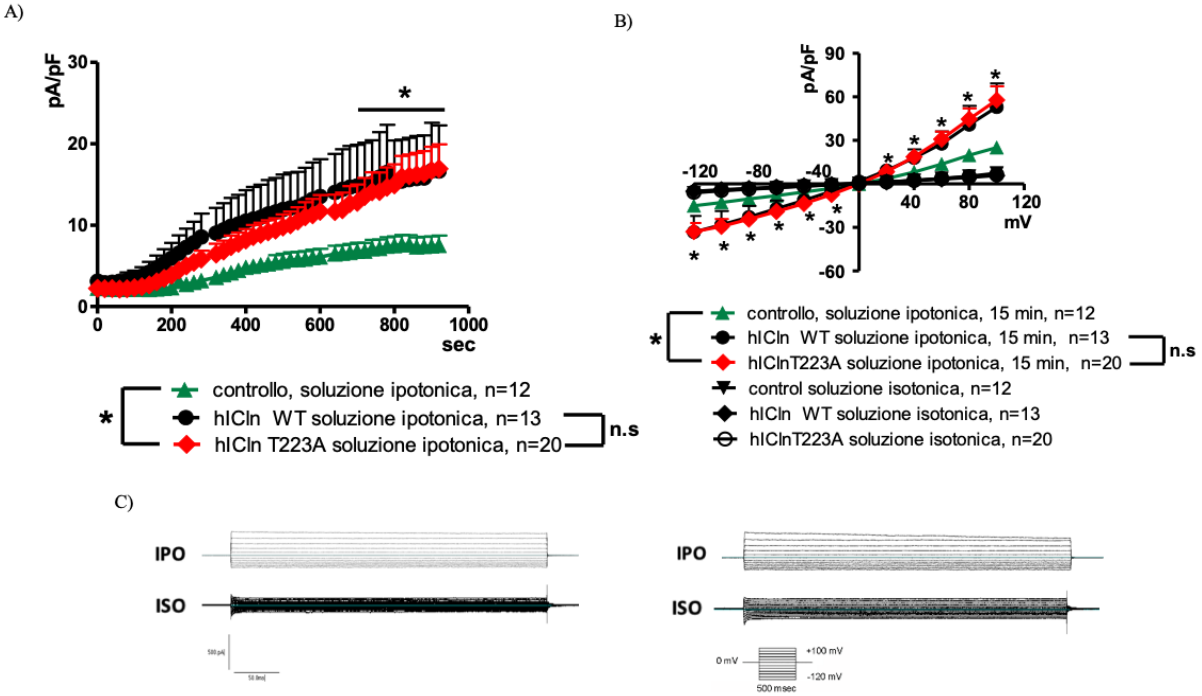 A)
pA/pF
30
20
10
0
*
0 200 400 600 800 1000
sec
* controllo, soluzione ipotonica, n=12
hICln WT soluzione ipotonica, n=13
hICln T223A soluzione ipotonica, n=20
n.s
B)
pA/pF
90
60
30
-30
-60
-120 -80 -40
40 80 120
mV
* * * * *
* * * * * *
* controllo, soluzione ipotonica, 15 min, n=12
hICln WT soluzione ipotonica, 15 min, n=13
hIClnT223A soluzione ipotonica, 15 min, n=20
n.s
control soluzione isotonica, n=12
hICln WT soluzione isotonica, n=13
hIClnT223A soluzione isotonica, n=20
C)
IPO
ISO
500 pA
50.0ms
IPO
ISO
0 mV
+100 mV
-120 mV
500 msec